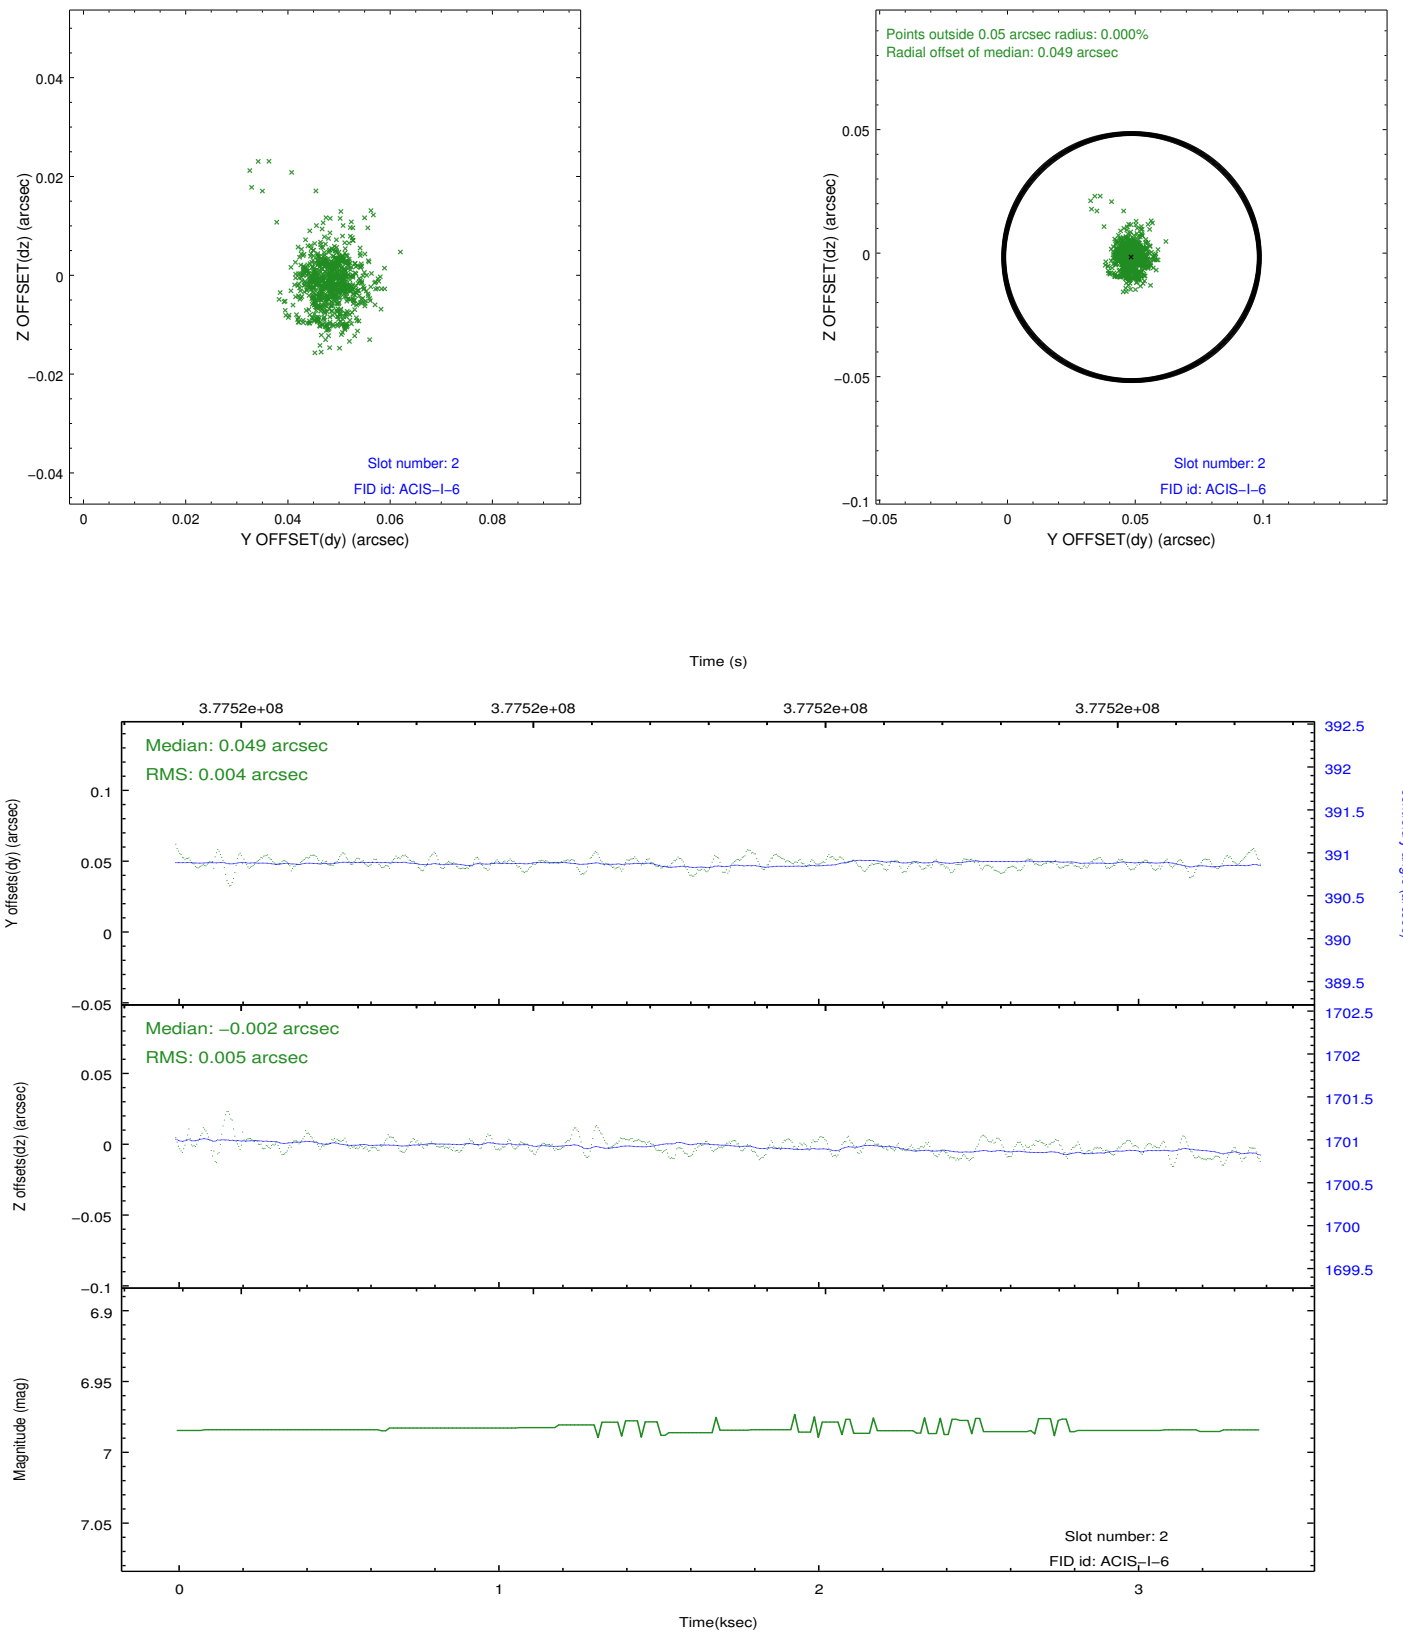 0.04
0.02
0
−0.02
−0.04
Z OFFSET(dz) (arcsec)
Slot number: 2
FID id: ACIS−I−6
0
0.02
0.04
0.06
0.08
Y OFFSET(dy) (arcsec)
Points outside 0.05 arcsec radius: 0.000%
Radial offset of median: 0.049 arcsec
0.05
0
−0.05
−0.1
Z OFFSET(dz) (arcsec)
Slot number: 2
FID id: ACIS−I−6
−0.05
0
0.05
0.1
Y OFFSET(dy) (arcsec)
Time (s)
3.7752e+08
3.7752e+08
3.7752e+08
3.7752e+08
Median: 0.049 arcsec
RMS: 0.004 arcsec
0.1
0.05
0
−0.05
Y offsets(dy) (arcsec)
392.5
392
391.5
391
390.5
390
389.5
Median: −0.002 arcsec
RMS: 0.005 arcsec
0.05
0
−0.05
−0.1
Z offsets(dz) (arcsec)
1702.5
1702
1701.5
1701
1700.5
1700
1699.5
6.9
6.95
7
7.05
Magnitude (mag)
Slot number: 2
FID id: ACIS−I−6
0
1
2
3
Time(ksec)